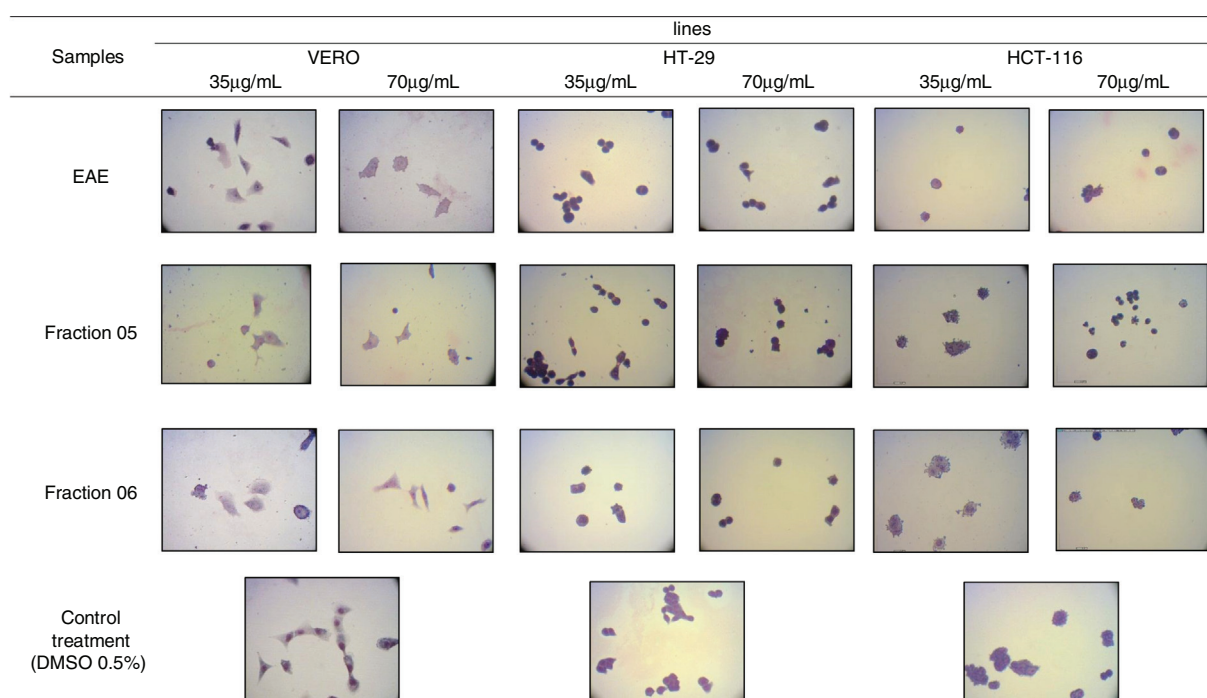 lines
Samples
VERO HT-29 HCT-116
35μg/mL 70μg/mL 35μg/mL 70μg/mL 35μg/mL 70μg/mL
EAE
Fraction 05
Fraction 06
Control
treatment
(DMSO 0.5%)